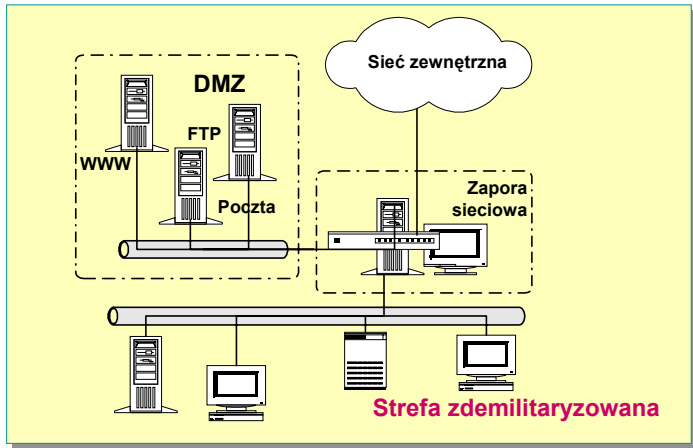 Sieć zewnętrzna
DMZ
FTP
WWW
Poczta
Zapora
sieciowa
Strefa zdemilitaryzowana